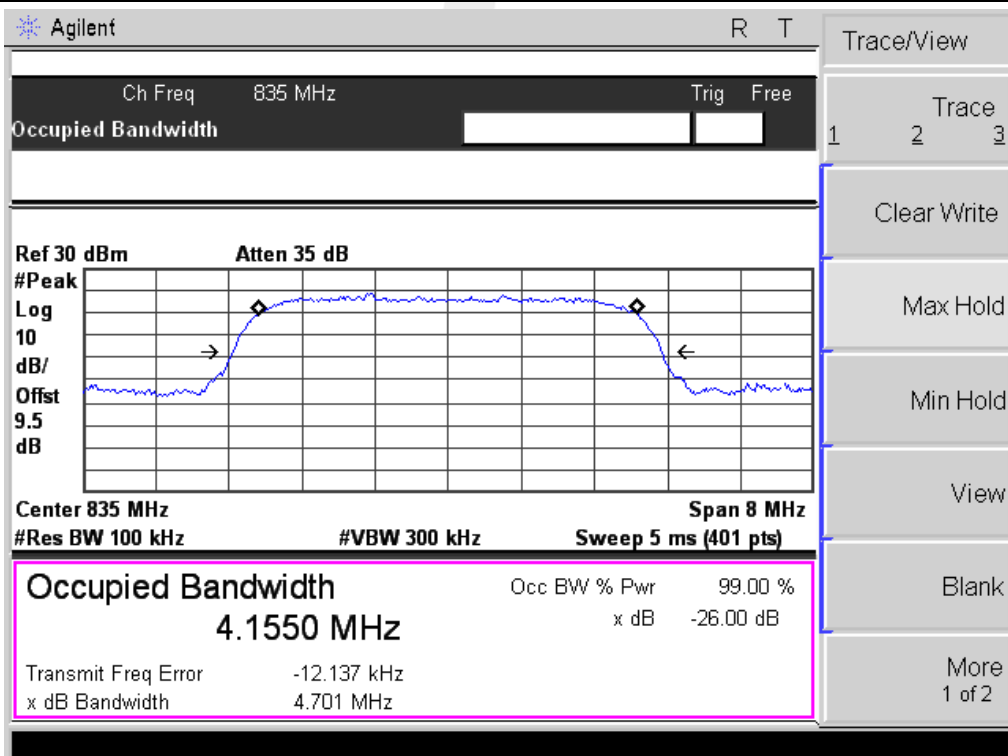 Agilent R T
Ch Freq 835 MHz Trig Free
Occupied Bandwidth
Ref 30 dBm Atten 35 dB
#Peak
Log
10
dB/
Offst
9.5
dB
Center 835 MHz Span 8 MHz
#Res BW 100 kHz #VBW 300 kHz Sweep 5 ms (401 pts)
Occupied Bandwidth
4.1550 MHz
Occ BW % Pwr 99.00 %
x dB -26.00 dB
Transmit Freq Error -12.137 kHz
x dB Bandwidth 4.701 MHz
Trace/View
Trace
1 2 3
Clear Write
Max Hold
Min Hold
View
Blank
More
1 of 2